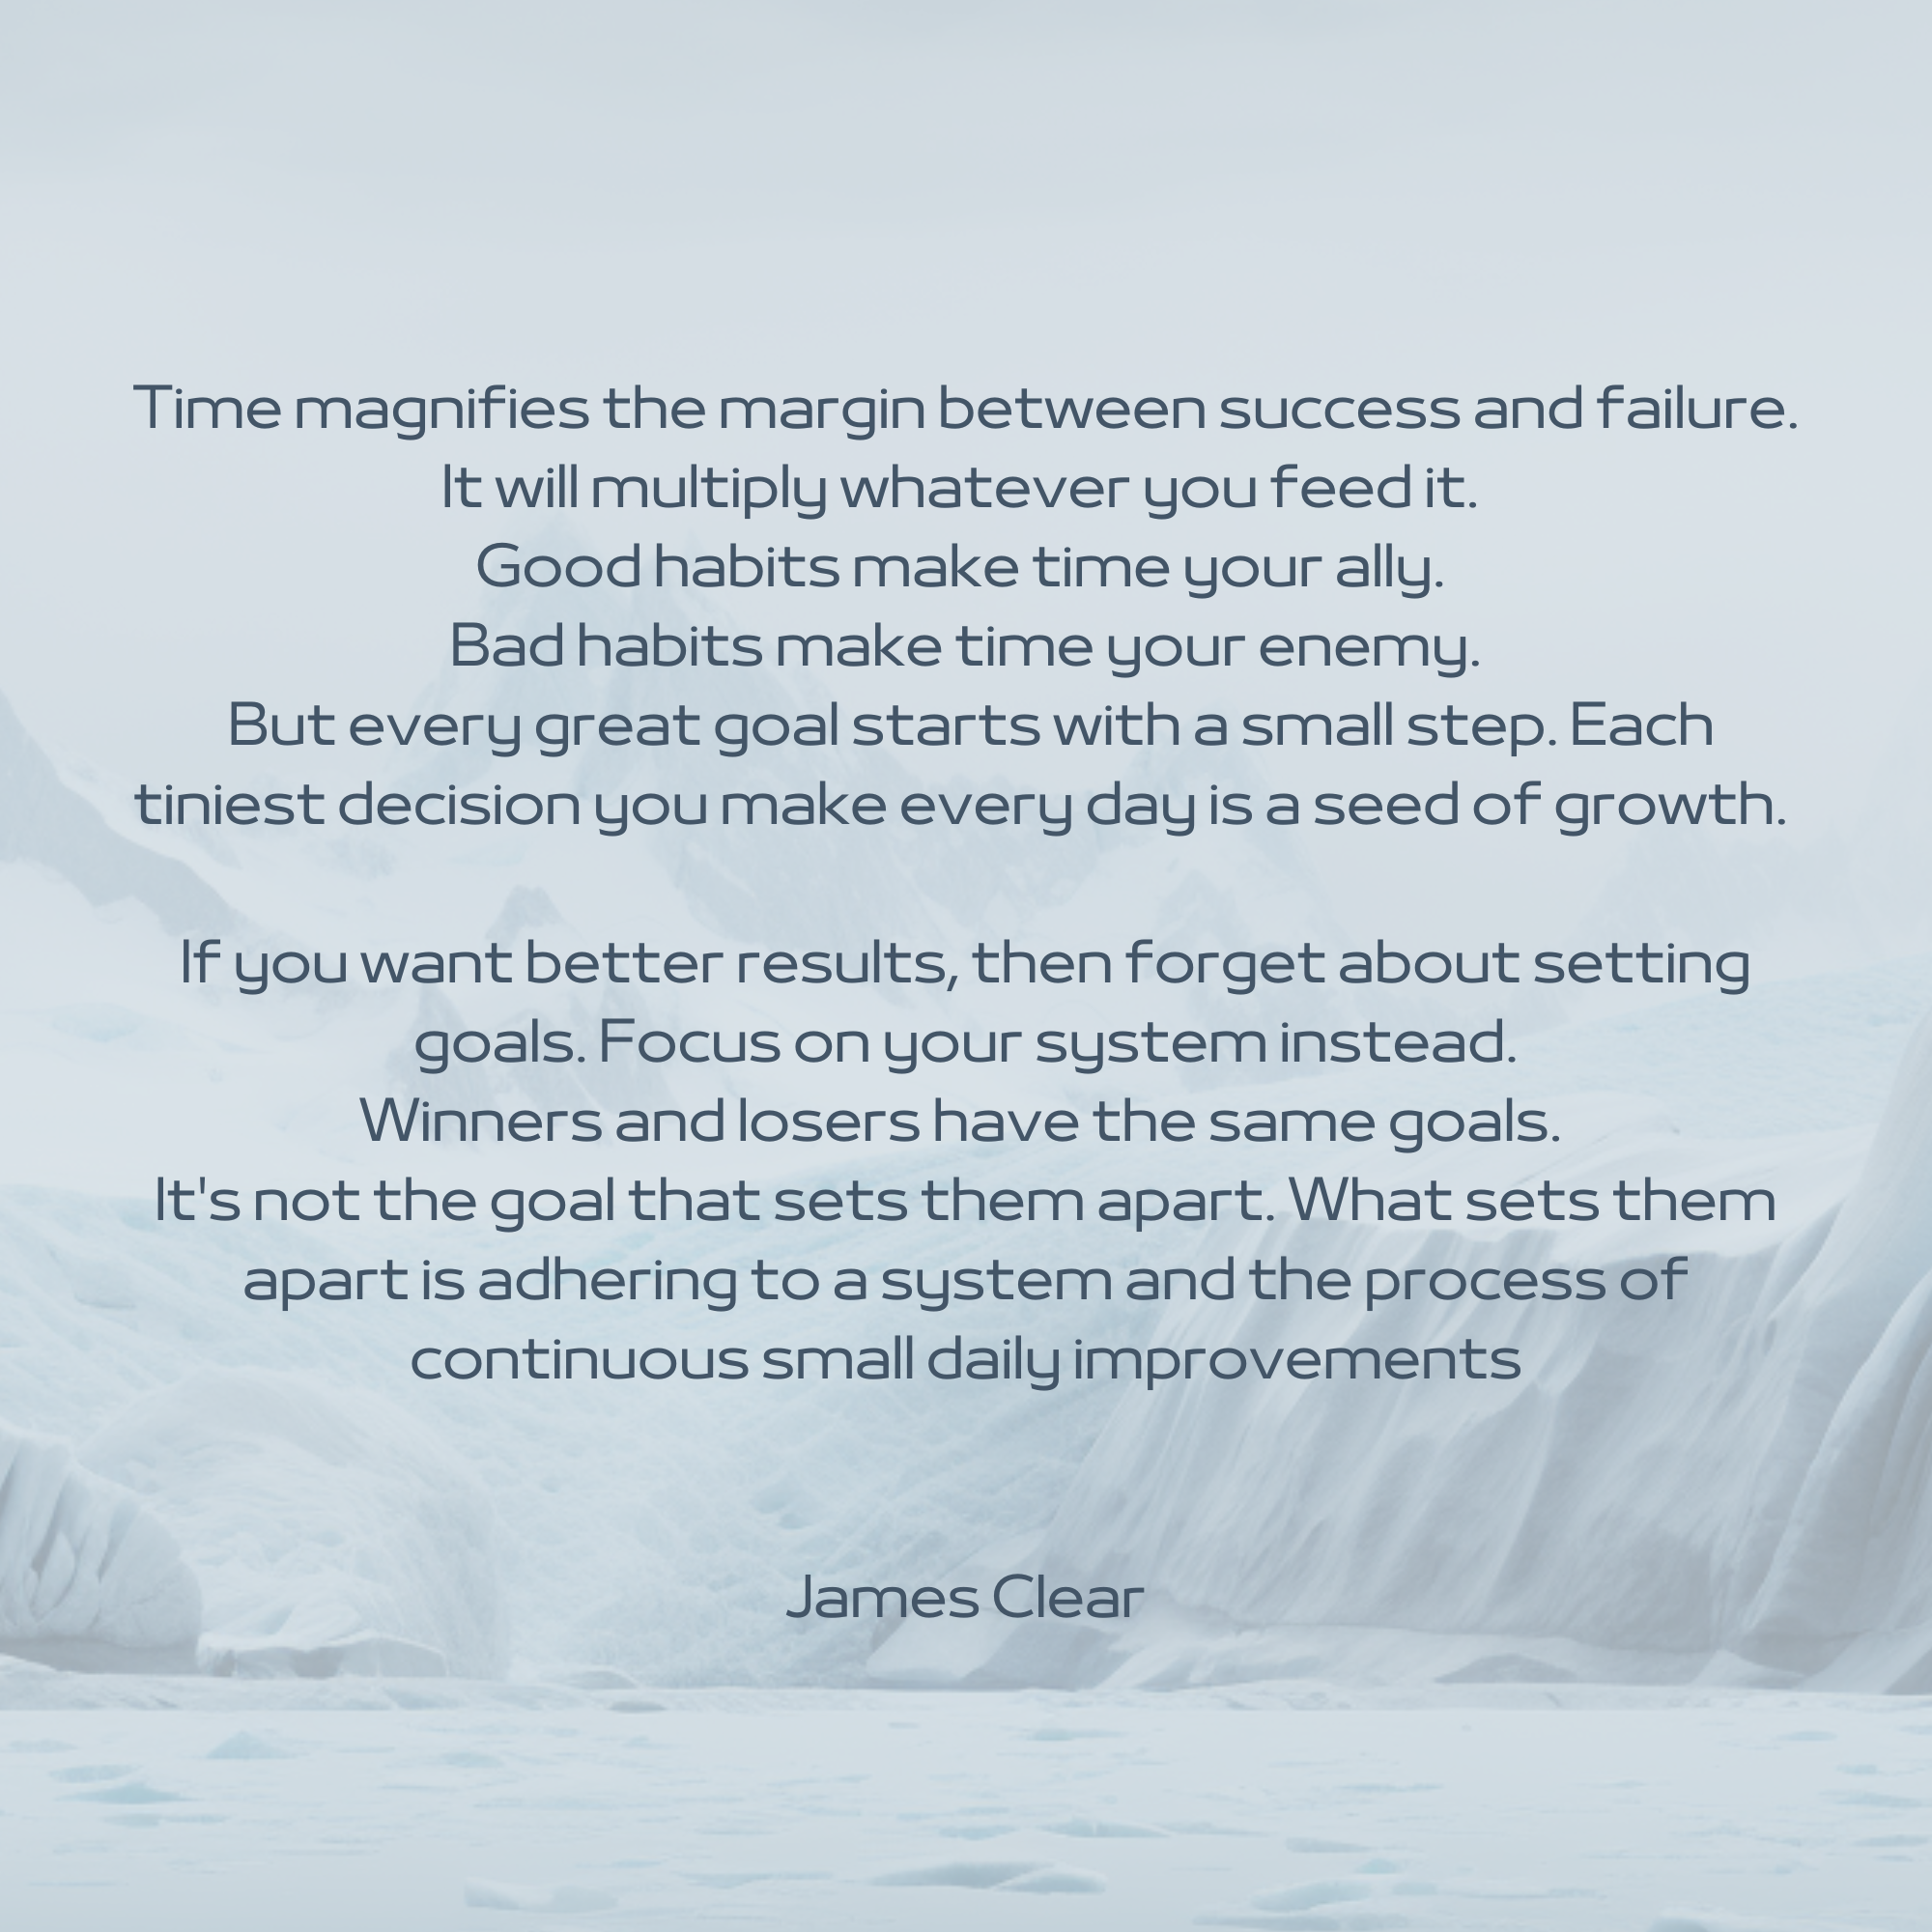 Time magnifies the margin between success and failure.
It will multiply whatever you feed it.
Good habits make time your ally.
Bad habits make time your enemy.
But every great goal starts with a small step. Each
tiniest decision you make every day is a seed of growth.
If you want better results, then forget about setting
goals. Focus on your system instead.
Winners and losers have the same goals.
It's not the goal that sets them apart. What sets them
apart is adhering to a system and the process of
continuous small daily improvements
James Clear